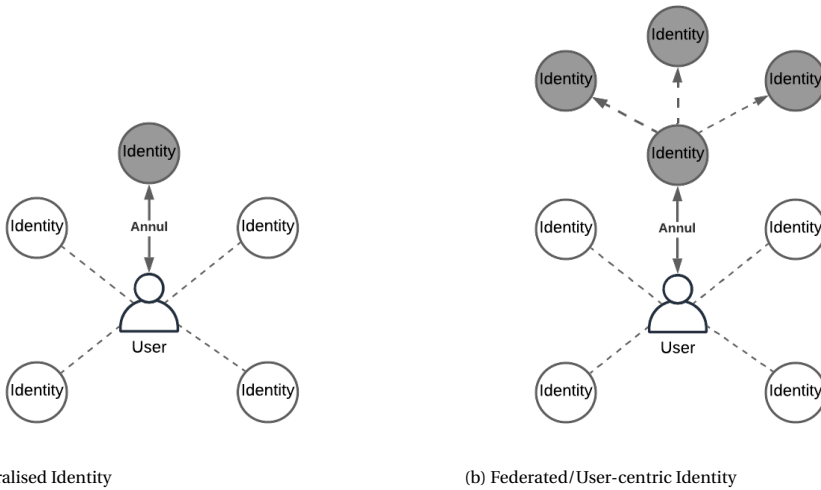 Identity
Identity Identity
Identity
Identity
Identity Identity
Annul
Identity Identity
Annul
User
User
Identity Identity
Identity Identity
ralised Identity
(b) Federated/User-centric Identity